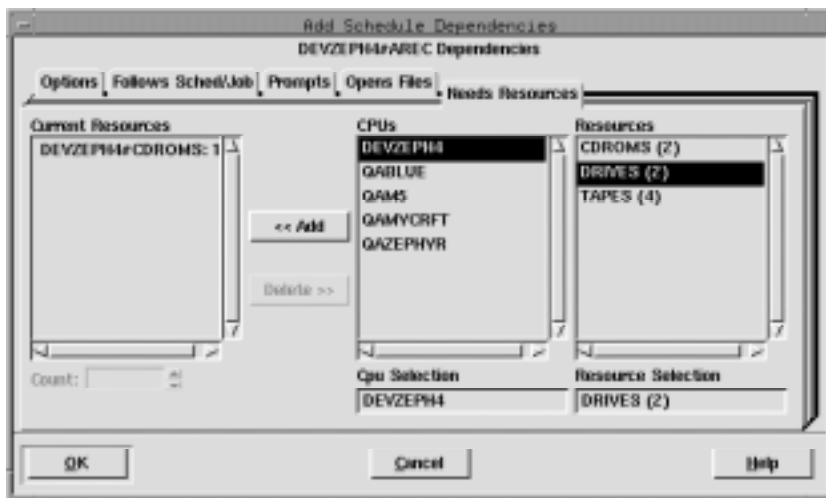 Add Schedule Dependencies
DEVZEPH4#AREC Dependencies
Options Follows Sched/Job Prompts Opens Files Needs Resources
Current Resources
DEVZEPH4#CDROMS: 1
<< Add
Delete >>
Count:
CPUs
DEVZEPH4
QABLUE
QAMS
QAMYCRFT
QAZEPHYR
Cpu Selection
DEVZEPH4
Resources
CDROMS (2)
DRIVES (2)
TAPES (4)
Resource Selection
DRIVES (2)
OK
Cancel
Help